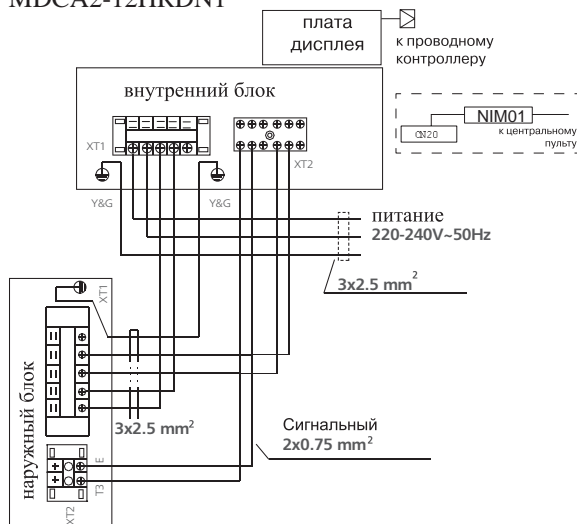 MDCA2-12HRDN1
плата
дисплея
к проводному
контроллеру
внутренний блок
NIM01
CN20
к центральному
пульту
XT1
XT2
Y&G
Y&G
питание
220-240V~50Hz
3x2.5 mm²
XT1
наружный блок
3x2.5 mm²
Сигнальный
2x0.75 mm²
E
T3
XT2